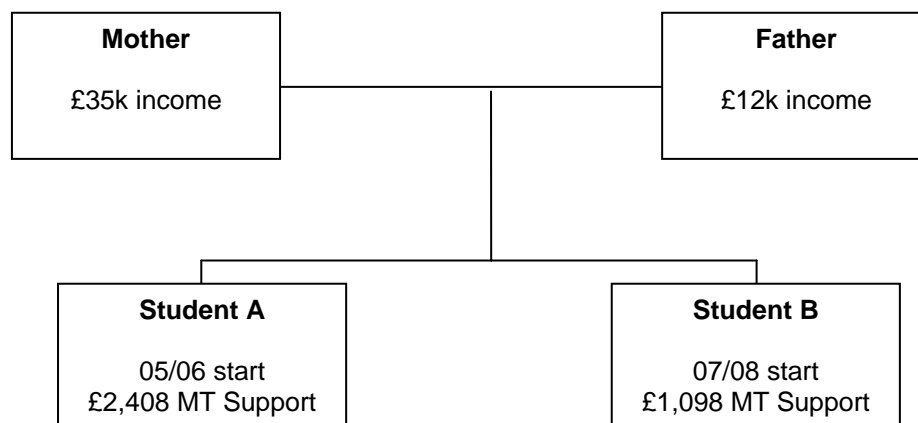 Mother
£35k income
Father
£12k income
Student A
05/06 start
£2,408 MT Support
Student B
07/08 start
£1,098 MT Support